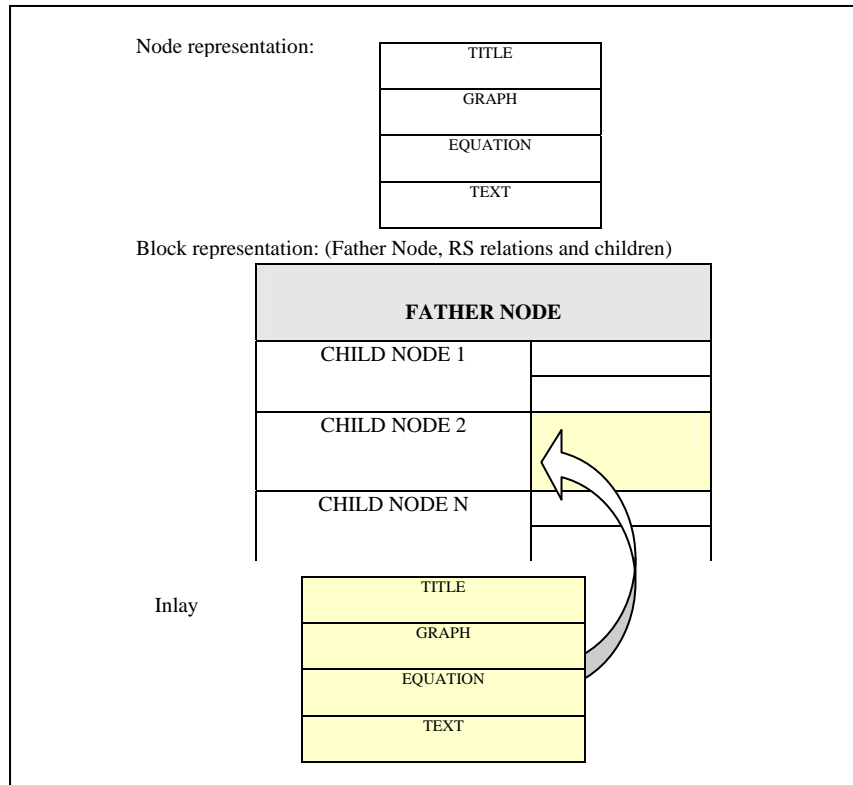 Node representation:
TITLE
GRAPH
EQUATION
TEXT
Block representation: (Father Node, RS relations and children)
FATHER NODE
CHILD NODE 1
CHILD NODE 2
CHILD NODE N
Inlay
TITLE
GRAPH
EQUATION
TEXT